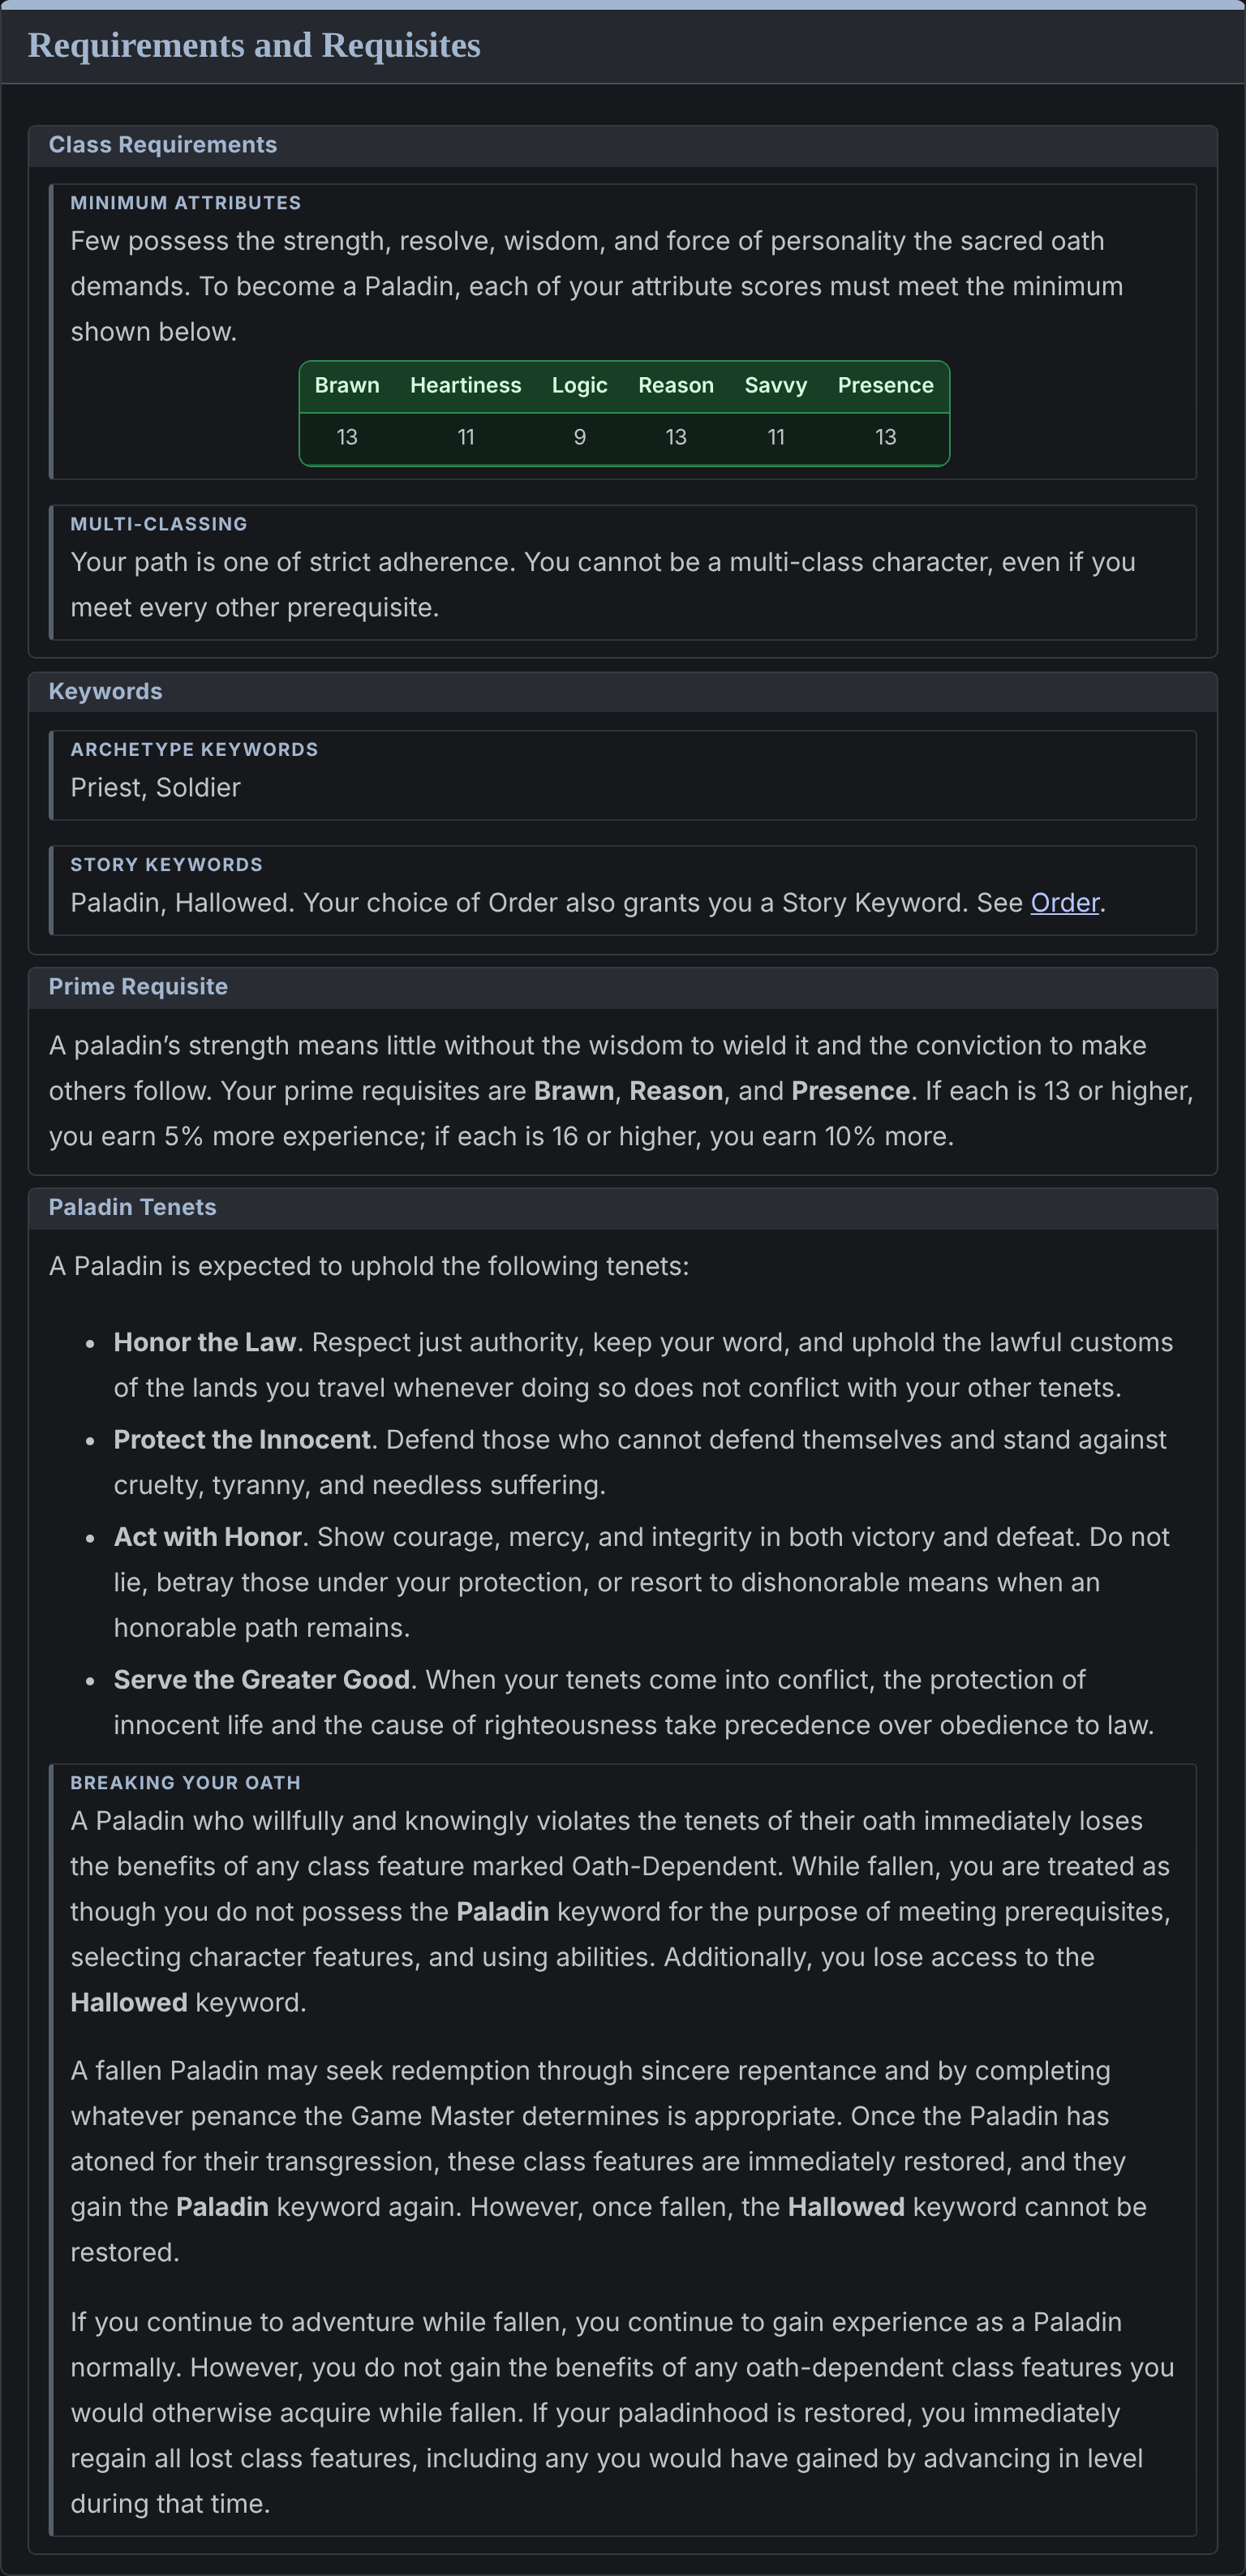 Requirements and Requisites
Class Requirements
MINIMUM ATTRIBUTES
Few possess the strength, resolve, wisdom, and force of personality the sacred oath
demands. To become a Paladin, each of your attribute scores must meet the minimum
shown below.
Brawn Heartiness Logic Reason Savvy Presence
13 11 9 13 11 13
MULTI-CLASSING
Your path is one of strict adherence. You cannot be a multi-class character, even if you
meet every other prerequisite.
Keywords
ARCHETYPE KEYWORDS
Priest, Soldier
STORY KEYWORDS
Paladin, Hallowed. Your choice of Order also grants you a Story Keyword. See Order.
Prime Requisite
A paladin’s strength means little without the wisdom to wield it and the conviction to make
others follow. Your prime requisites are Brawn, Reason, and Presence. If each is 13 or higher,
you earn 5% more experience; if each is 16 or higher, you earn 10% more.
Paladin Tenets
A Paladin is expected to uphold the following tenets:
• Honor the Law. Respect just authority, keep your word, and uphold the lawful customs
of the lands you travel whenever doing so does not conflict with your other tenets.
• Protect the Innocent. Defend those who cannot defend themselves and stand against
cruelty, tyranny, and needless suffering.
• Act with Honor. Show courage, mercy, and integrity in both victory and defeat. Do not
lie, betray those under your protection, or resort to dishonorable means when an
honorable path remains.
• Serve the Greater Good. When your tenets come into conflict, the protection of
innocent life and the cause of righteousness take precedence over obedience to law.
BREAKING YOUR OATH
A Paladin who willfully and knowingly violates the tenets of their oath immediately loses
the benefits of any class feature marked Oath-Dependent. While fallen, you are treated as
though you do not possess the Paladin keyword for the purpose of meeting prerequisites,
selecting character features, and using abilities. Additionally, you lose access to the
Hallowed keyword.
A fallen Paladin may seek redemption through sincere repentance and by completing
whatever penance the Game Master determines is appropriate. Once the Paladin has
atoned for their transgression, these class features are immediately restored, and they
gain the Paladin keyword again. However, once fallen, the Hallowed keyword cannot be
restored.
If you continue to adventure while fallen, you continue to gain experience as a Paladin
normally. However, you do not gain the benefits of any oath-dependent class features you
would otherwise acquire while fallen. If your paladinhood is restored, you immediately
regain all lost class features, including any you would have gained by advancing in level
during that time.